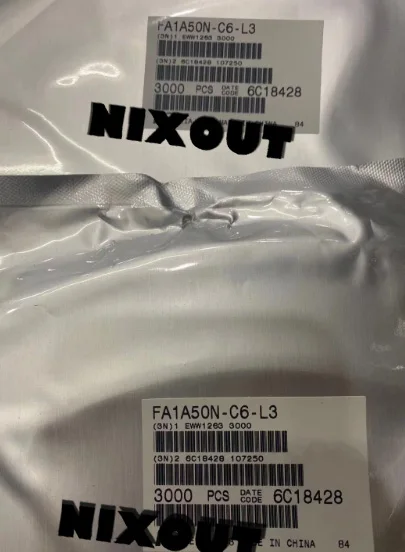 FA1A50N-C6-L3
(3N)1 EWW1263 3000
(3N)2 6C18428 107250
3000 PCS DATE CODE 6C18428
CHINA 84
NIXOUT
FA1A50N-C6-L3
(3N)1 EWW1263 3000
(3N)2 6C18428 107250
3000 PCS DATE CODE 6C18428
IN CHINA 84
NIXOUT